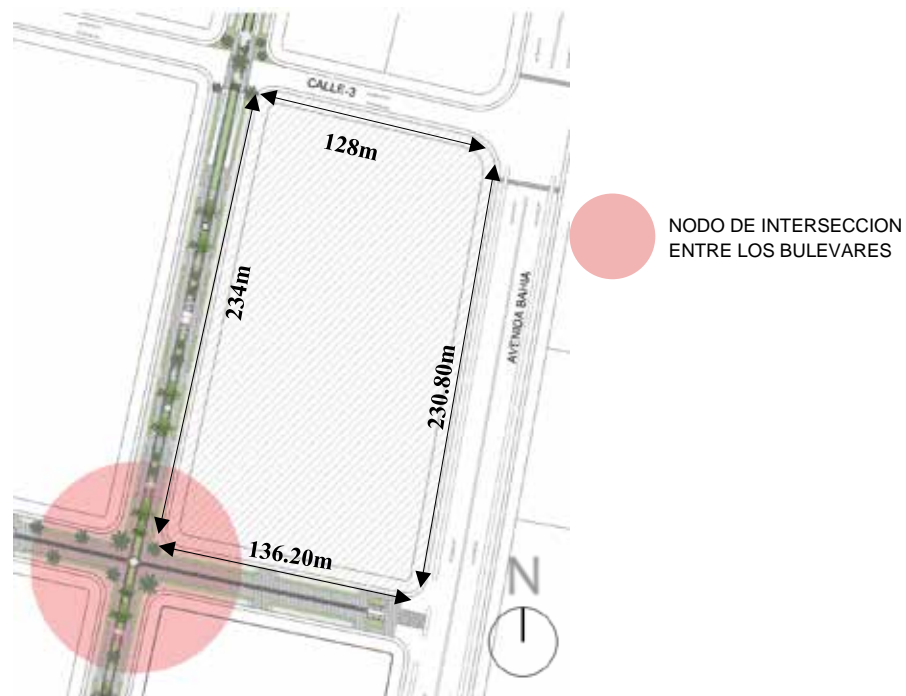 CALLE-3
128m
NODO DE INTERSECCION
ENTRE LOS BULEVARES
234m
AVENIDA BAHIA
230.80m
136.20m
N